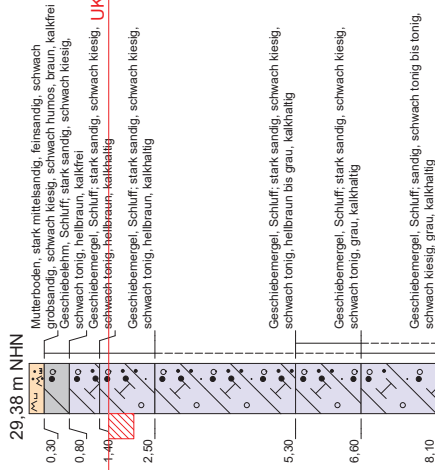 29,38 m NHN
Mutterboden, stark mittelsandig, feinsandig, schwach
grobsandig, schwach kiesig, schwach humos, braun, kalkfrei
0,30
Geschiebelehm, Schluff; stark sandig, schwach kiesig,
schwach tonig, hellbraun, kalkfrei
0,80
Geschiebemergel, Schluff; stark sandig, schwach kiesig,
schwach tonig, hellbraun, kalkhaltig
UK
1,40
Geschiebemergel, Schluff; stark sandig, schwach kiesig,
schwach tonig, hellbraun, kalkhaltig
2,50
Geschiebemergel, Schluff; stark sandig, schwach kiesig,
schwach tonig, hellbraun bis grau, kalkhaltig
5,30
Geschiebemergel, Schluff; stark sandig, schwach kiesig,
schwach tonig, grau, kalkhaltig
6,60
Geschiebemergel, Schluff; sandig, schwach tonig bis tonig,
schwach kiesig, grau, kalkhaltig
8,10